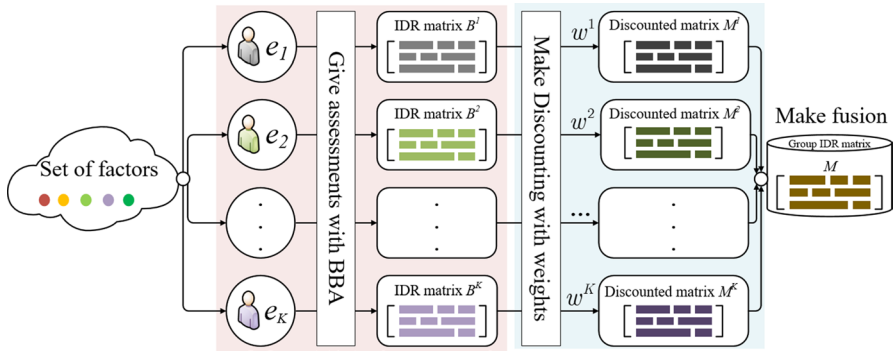 Set of factors
e1
e2
eK
Give assessments with BBA
IDR matrix B1
IDR matrix B2
IDR matrix BK
Make Discounting with weights
w1
w2
...
wK
Discounted matrix M1
Discounted matrix M2
Discounted matrix MK
Make fusion
Group IDR matrix
M